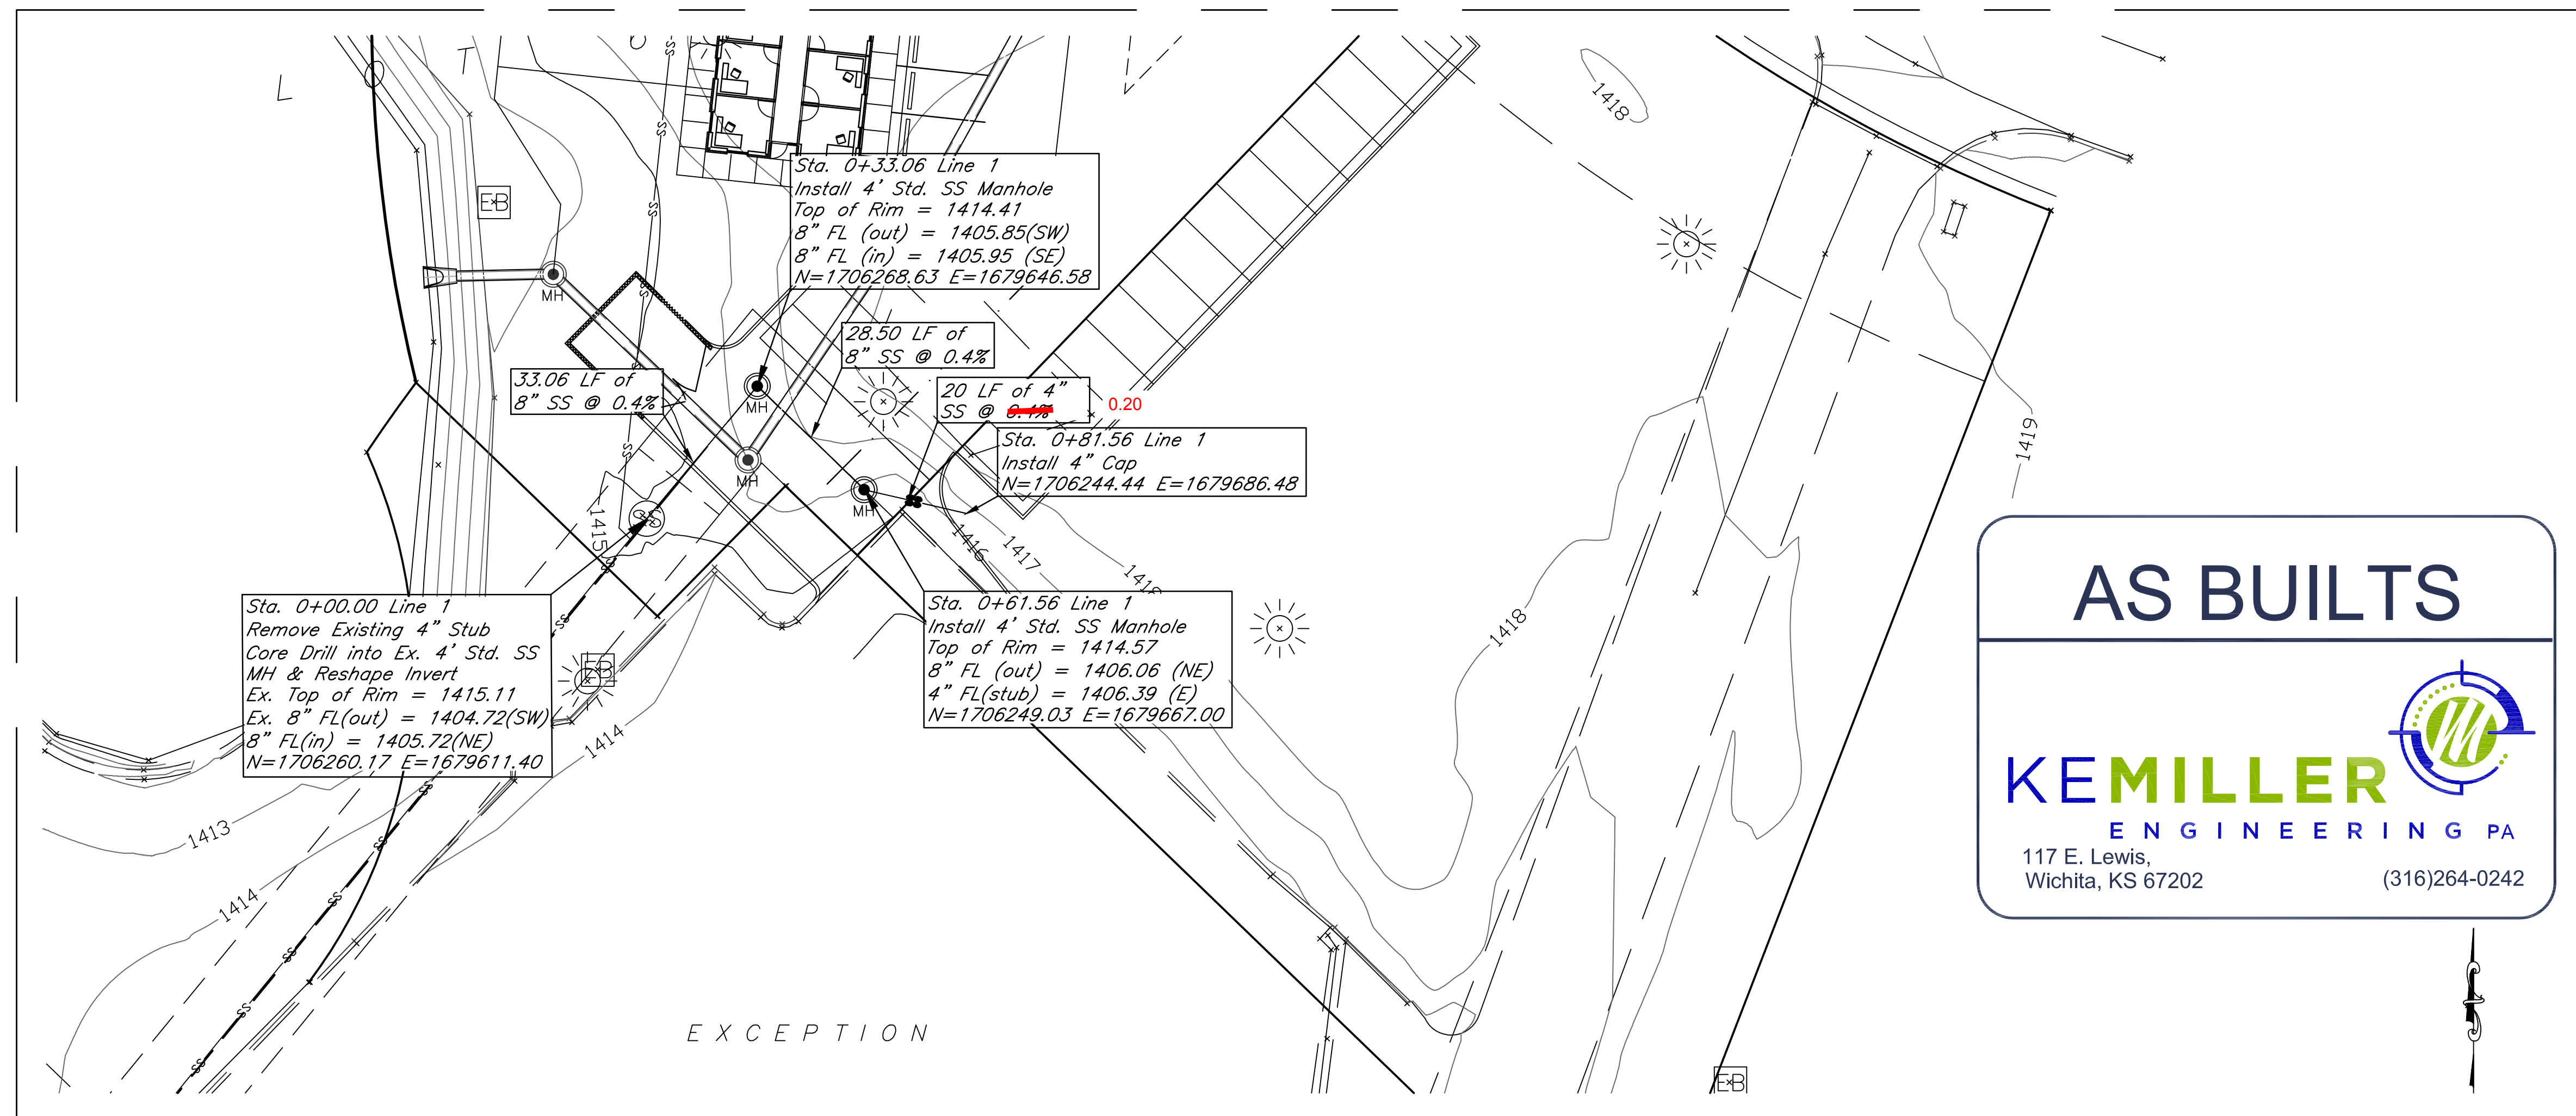 L
O
T
6
1418
EB
Sta. 0+33.06 Line 1
Install 4' Std. SS Manhole
Top of Rim = 1414.41
8" FL (out) = 1405.85(SW)
8" FL (in) = 1405.95 (SE)
N=1706268.63 E=1679646.58
MH
28.50 LF of
8" SS @ 0.4%
33.06 LF of
8" SS @ 0.4%
MH
20 LF of 4"
SS @ 0.4%
0.20
MH
Sta. 0+81.56 Line 1
Install 4" Cap
N=1706244.44 E=1679686.48
MH
1419
1415
SS
1416
1417
1418
Sta. 0+00.00 Line 1
Remove Existing 4" Stub
Core Drill into Ex. 4' Std. SS
MH & Reshape Invert
Ex. Top of Rim = 1415.11
Ex. 8" FL(out) = 1404.72(SW)
8" FL(in) = 1405.72(NE)
N=1706260.17 E=1679611.40
EB
Sta. 0+61.56 Line 1
Install 4' Std. SS Manhole
Top of Rim = 1414.57
8" FL (out) = 1406.06 (NE)
4" FL(stub) = 1406.39 (E)
N=1706249.03 E=1679667.00
1418
1414
1413
1414
SS
SS
SS
SS
EXCEPTION
EB
AS BUILTS
KEMILLER
ENGINEERING PA
117 E. Lewis,
Wichita, KS 67202
(316)264-0242